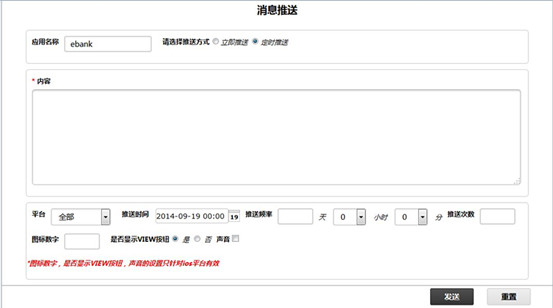 消息推送
应用名称 ebank 请选择推送方式 立即推送 定时推送
* 内容
平台 全部 推送时间 2014-09-19 00:00 19 推送频率 天 0 小时 0 分 推送次数
图标数字 是否显示VIEW按钮 是 否 声音
*图标数字，是否显示VIEW按钮，声音的设置只针对ios平台有效
发送 重置